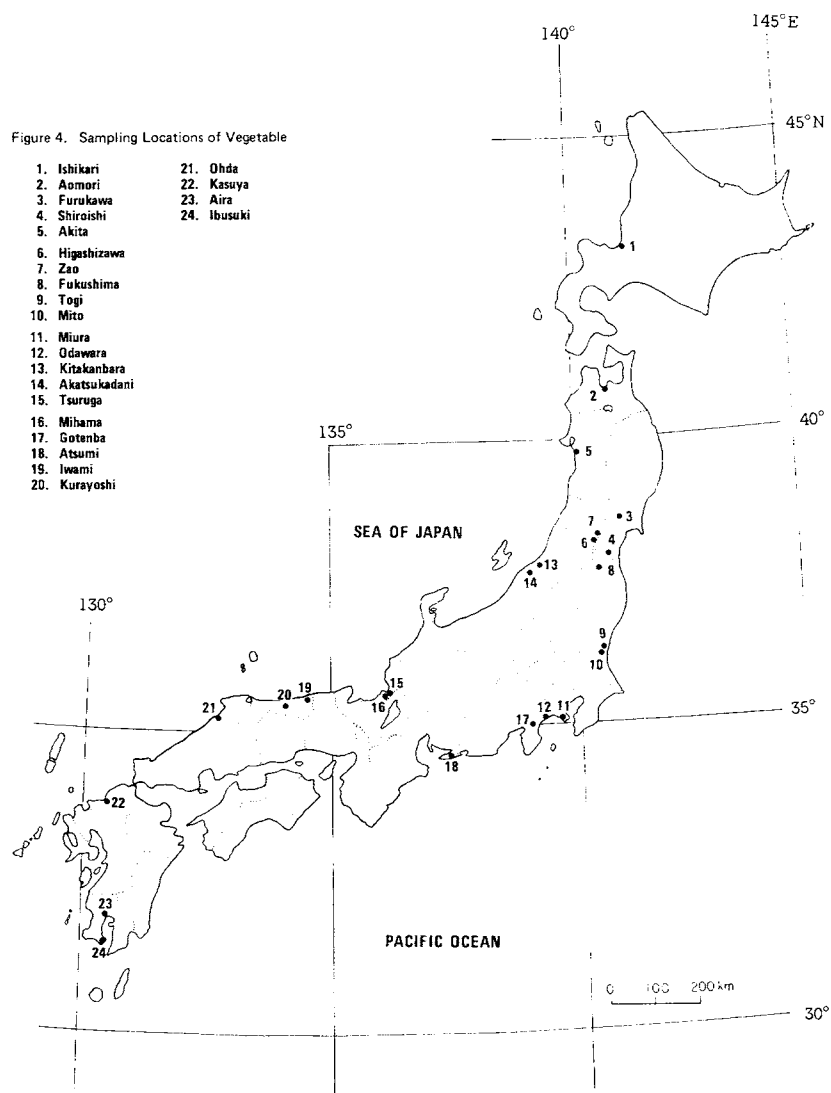 Figure 4. Sampling Locations of Vegetable
1. Ishikari
2. Aomori
3. Furukawa
4. Shiroishi
5. Akita
6. Higashizawa
7. Zao
8. Fukushima
9. Togi
10. Mito
11. Miura
12. Odawara
13. Kitakanbara
14. Akatsukadani
15. Tsuruga
16. Mihama
17. Gotenba
18. Atsumi
19. Iwami
20. Kurayoshi
21. Ohda
22. Kasuya
23. Aira
24. Ibusuki
140°
145°E
45°N
1
2
135°
40°
5
3
7
6
4
SEA OF JAPAN
13
14
8
130°
9
10
15
16
19
20
21
12
11
17
35°
18
22
23
24
PACIFIC OCEAN
0 100 200km
30°